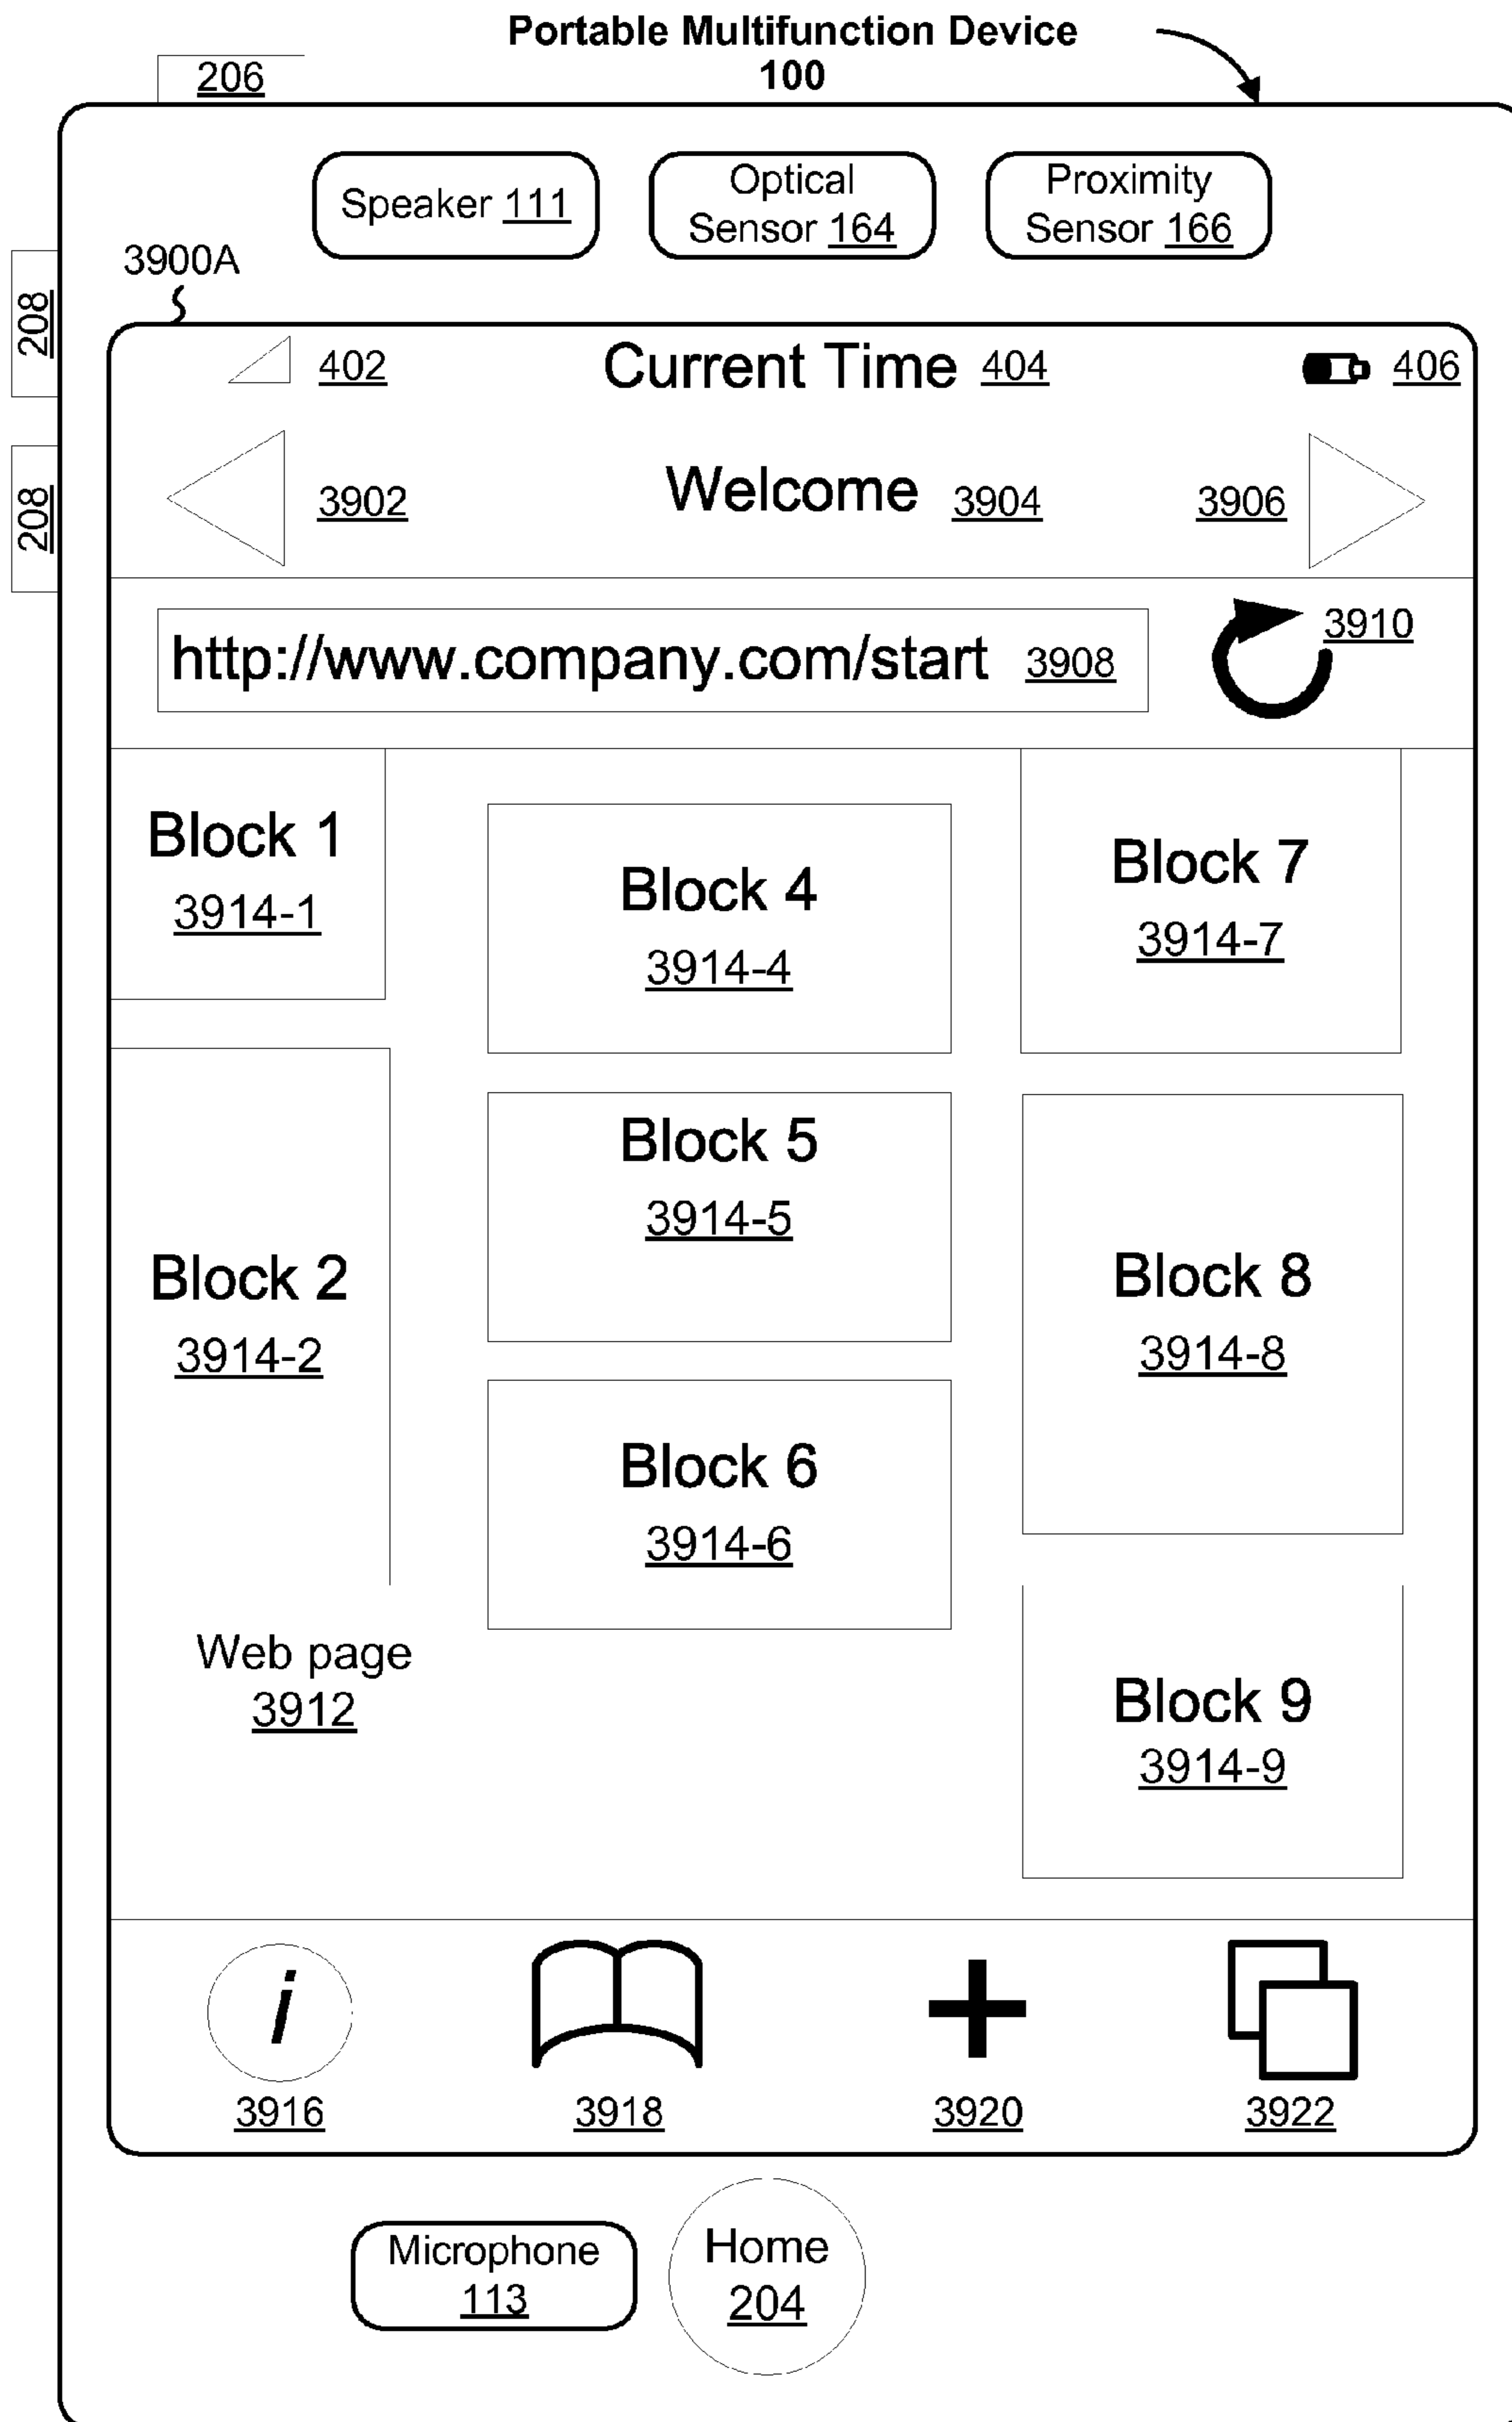 Portable Multifunction Device
100
206
Speaker 111
Optical
Sensor 164
Proximity
Sensor 166
3900A
208
208
402
Current Time 404
406
3902
Welcome 3904
3906
http://www.company.com/start 3908
3910
Block 1
3914-1
Block 4
3914-4
Block 7
3914-7
Block 2
3914-2
Block 5
3914-5
Block 8
3914-8
Block 6
3914-6
Web page
3912
Block 9
3914-9
i
3916
3918
3920
3922
Microphone
113
Home
204